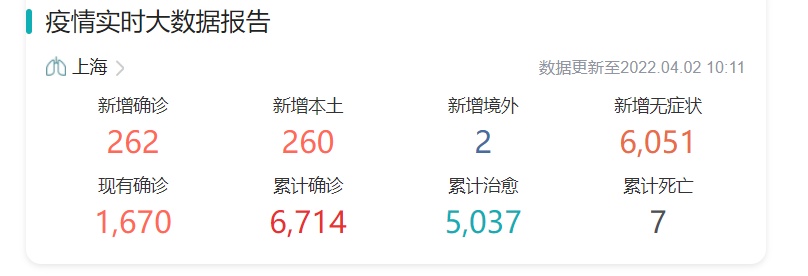 疫情实时大数据报告
上海 数据更新至2022.04.02 10:11
新增确诊 新增本土 新增境外 新增无症状
262 260 2 6,051
现有确诊 累计确诊 累计治愈 累计死亡
1,670 6,714 5,037 7